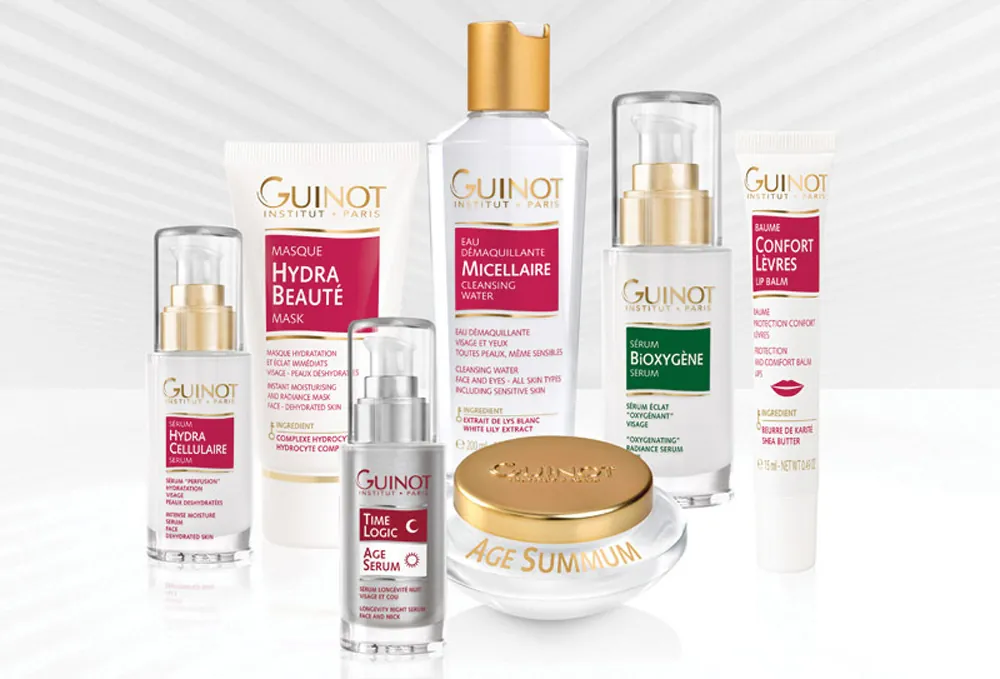 GUINOT
INSTITUT • PARIS
SÉRUM
HYDRA
CELLULAIRE
SERUM
SÉRUM "PERFUSION"
HYDRATATION
VISAGE
PEAUX DESHYDRATÉES
INTENSE MOISTURE
SERUM
FACE
DEHYDRATED SKIN
GUINOT
INSTITUT • PARIS
MASQUE
HYDRA
BEAUTÉ
MASK
MASQUE HYDRATATION
ET ÉCLAT IMMÉDIATS
VISAGE - PEAUX DÉSHYDRAT
INSTANT MOISTURISING
AND RADIANCE MASK
FACE - DEHYDRATED SKIN
INGREDIENT
COMPLEXE HYDROCY
HYDROCYTE COMP
GUINOT
INSTITUT • PARIS
TIME
LOGIC
AGE
SERUM
SÉRUM LONGÉVITÉ NUIT
VISAGE ET COU
LONGEVITY NIGHT SERUM
FACE AND NECK
GUINOT
INSTITUT • PARIS
EAU
DÉMAQUILLANTE
MICELLAIRE
CLEANSING
WATER
EAU DÉMAQUILLANTE
VISAGE ET YEUX
TOUTES PEAUX, MÊME SENSIBLES
CLEANSING WATER
FACE AND EYES - ALL SKIN TYPES
INCLUDING SENSITIVE SKIN
INGREDIENT
EXTRAIT DE LYS BLANC
WHITE LILY EXTRACT
℮ 200 ml
GUINOT
AGE SUMMUM
GUINOT
INSTITUT • PARIS
SÉRUM
BIOXYGÈNE
SERUM
SÉRUM ÉCLAT
"OXYGÉNANT"
VISAGE
"OXYGENATING"
RADIANCE SERUM
GUINOT
INSTITUT • PARIS
BAUME
CONFORT
LÈVRES
LIP BALM
BAUME
PROTECTION CONFORT
LÈVRES
PROTECTION
AND COMFORT BALM
LIPS
INGREDIENT
BEURRE DE KARITÉ
SHEA BUTTER
℮ 15 ml - NET WT 0.49 OZ